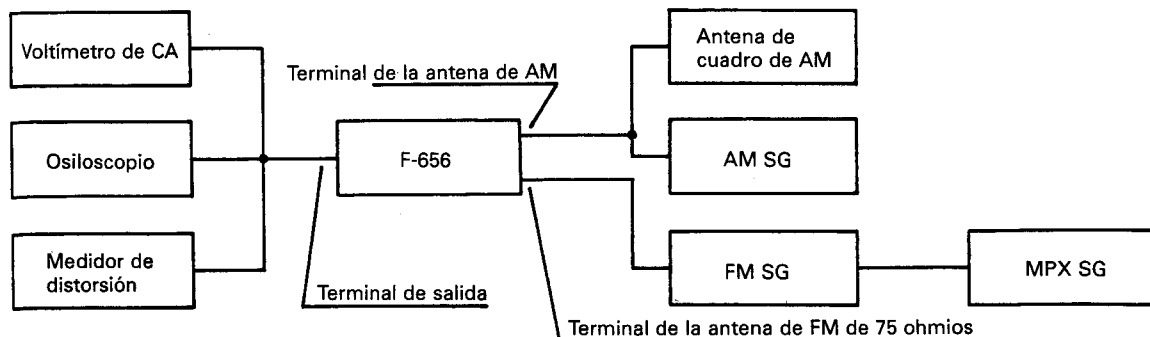 Voltímetro de CA
Osiloscopio
Medidor de
distorsión
Terminal de la antena de AM
F-656
Terminal de salida
Antena de
cuadro de AM
AM SG
FM SG
MPX SG
Terminal de la antena de FM de 75 ohmios